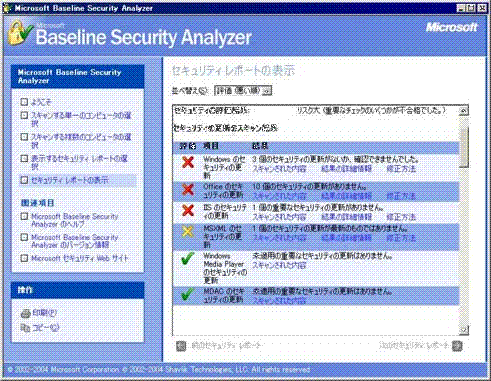 Microsoft Baseline Security Analyzer
Microsoft
Baseline Security Analyzer
Microsoft
Microsoft Baseline Security
Analyzer
ようこそ
スキャンする単一のコンピュータの選
択
スキャンする複数のコンピュータの選
択
表示するセキュリティ レポートの選
択
セキュリティ レポートの表示
関連項目
Microsoft Baseline Security
Analyzer のヘルプ
Microsoft Baseline Security
Analyzer のバージョン情報
Microsoft セキュリティ Web サイト
操作
印刷(P)
コピー(C)
セキュリティ レポートの表示
並べ替え(S):
評価 (悪い順)
セキュリティの評価結果:
リスク大 (重要なチェックのいくつかが不合格でした。)
セキュリティの更新のスキャン結果
評価 項目 結果
Windows のセキュリティの更新
3 個のセキュリティの更新がないか、確認できませんでした。
スキャンされた内容 結果の詳細情報 修正方法
Office のセキュリティの更新
10 個のセキュリティの更新がありません。
スキャンされた内容 結果の詳細情報 修正方法
IIS のセキュリティの更新
1 個の重要なセキュリティの更新がありません。
スキャンされた内容 結果の詳細情報 修正方法
MSXML のセキュリティの更新
1 個のセキュリティの更新が最新のものではありません。
スキャンされた内容 結果の詳細情報 修正方法
Windows Media Player のセキュリティの更新
未適用の重要なセキュリティの更新はありません。
スキャンされた内容
MDAC のセキュリティの更新
未適用の重要なセキュリティの更新はありません。
スキャンされた内容
前のセキュリティ レポート
次のセキュリティ レポート
© 2002-2004 Microsoft Corporation. © 2002-2004 Shavlik Technologies, LLC. All rights reserved.